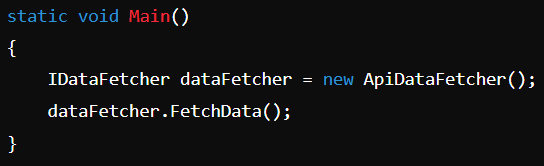 static void Main()
{
    IDataFetcher dataFetcher = new ApiDataFetcher();
    dataFetcher.FetchData();
}